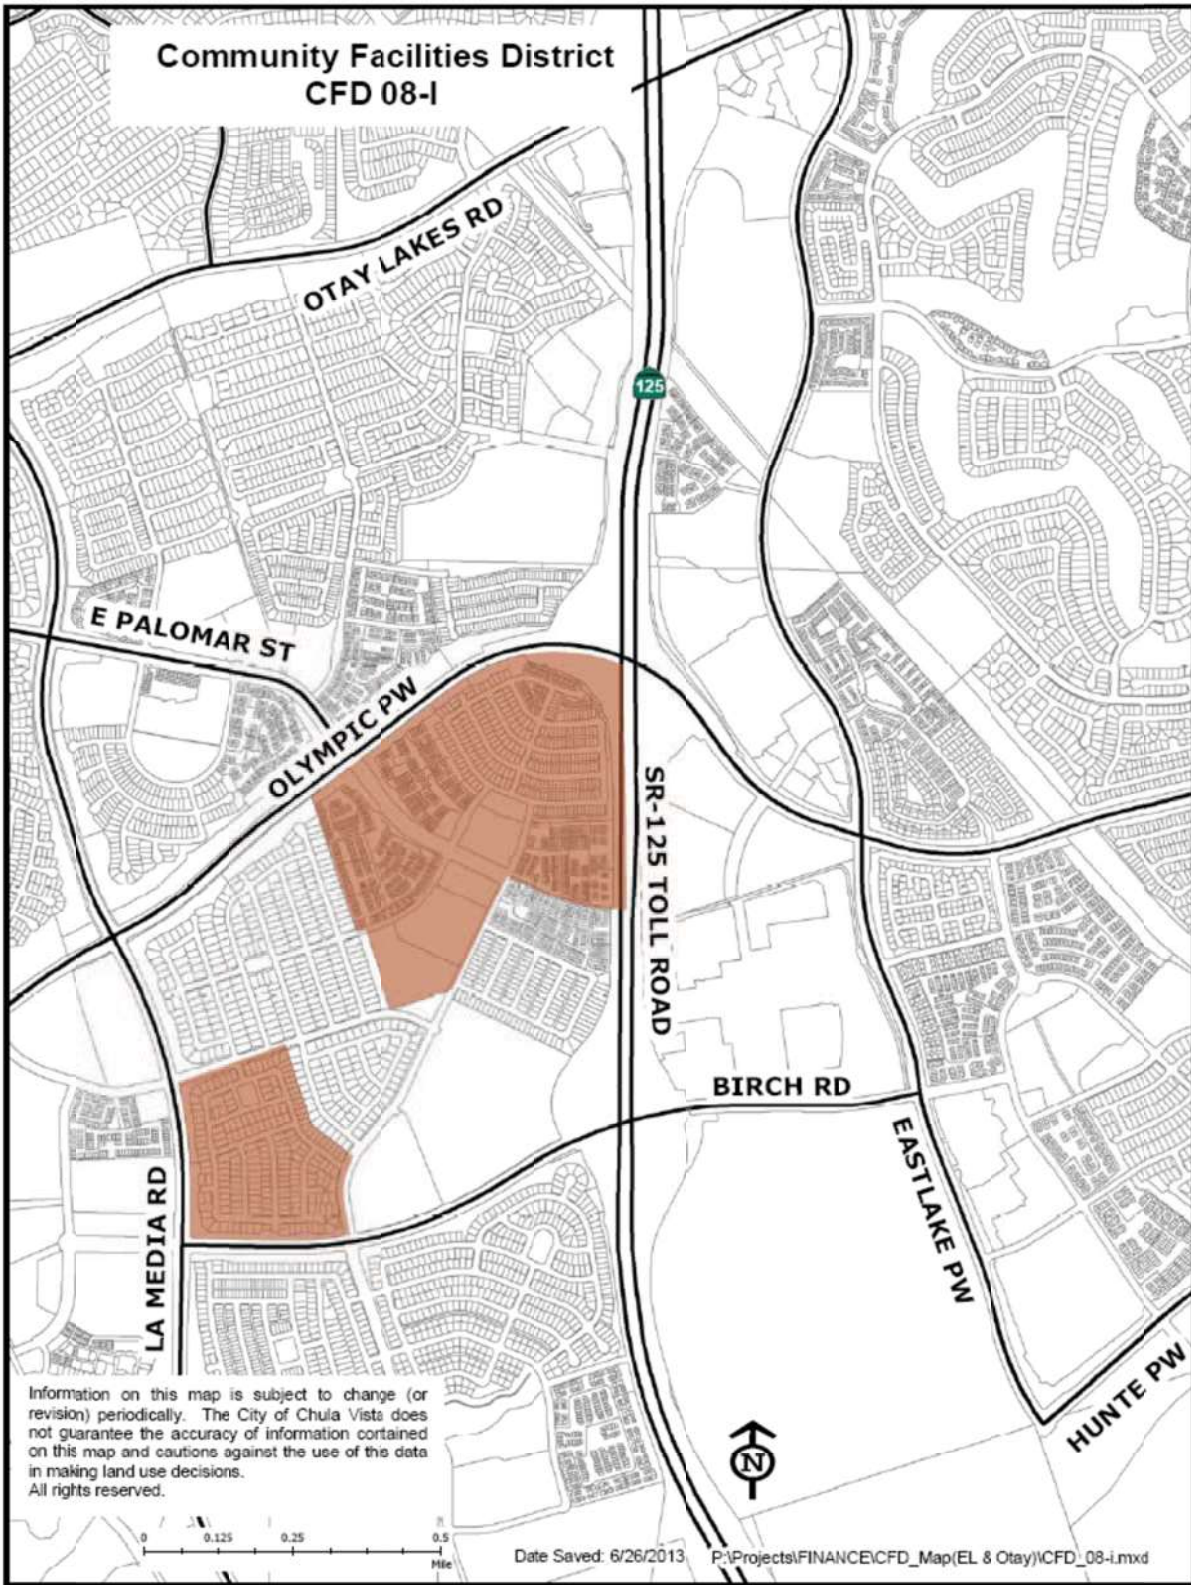 Community Facilities District
CFD 08-I
OTAY LAKES RD
125
E PALOMAR ST
OLYMPIC PW
SR-125 TOLL ROAD
BIRCH RD
EASTLAKE PW
LA MEDIA RD
HUNTE PW
Information on this map is subject to change (or
revision) periodically. The City of Chula Vista does
not guarantee the accuracy of information contained
on this map and cautions against the use of this data
in making land use decisions.
All rights reserved.
N
0 0.125 0.25 0.5
Mile
Date Saved: 6/26/2013 P:\Projects\FINANCE\CFD_Map(EL & Otay)\CFD_08-i.mxd